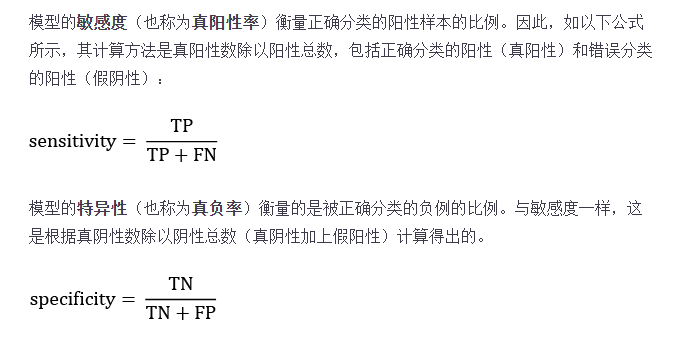 模型的敏感度（也称为真阳性率）衡量正确分类的阳性样本的比例。因此，如以下公式
所示，其计算方法是真阳性数除以阳性总数，包括正确分类的阳性（真阳性）和错误分类
的阳性（假阴性）：
sensitivity = TP / (TP + FN)
模型的特异性（也称为真负率）衡量的是被正确分类的负例的比例。与敏感度一样，这
是根据真阴性数除以阴性总数（真阴性加上假阳性）计算得出的。
specificity = TN / (TN + FP)